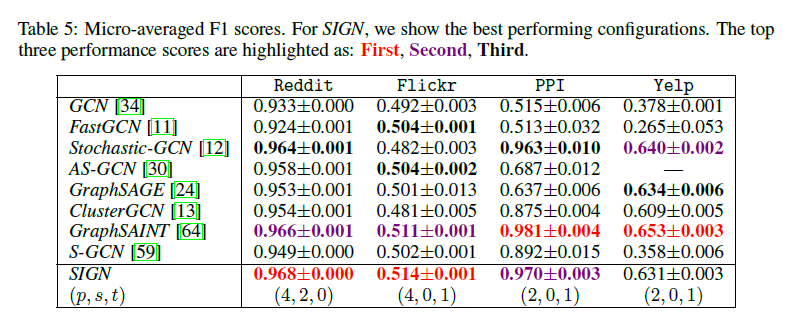 Table 5: Micro-averaged F1 scores. For SIGN, we show the best performing configurations. The top
three performance scores are highlighted as: First, Second, Third.
Reddit Flickr PPI Yelp
GCN [34] 0.933±0.000 0.492±0.003 0.515±0.006 0.378±0.001
FastGCN [11] 0.924±0.001 0.504±0.001 0.513±0.032 0.265±0.053
Stochastic-GCN [12] 0.964±0.001 0.482±0.003 0.963±0.010 0.640±0.002
AS-GCN [30] 0.958±0.001 0.504±0.002 0.687±0.012 —
GraphSAGE [24] 0.953±0.001 0.501±0.013 0.637±0.006 0.634±0.006
ClusterGCN [13] 0.954±0.001 0.481±0.005 0.875±0.004 0.609±0.005
GraphSAINT [64] 0.966±0.001 0.511±0.001 0.981±0.004 0.653±0.003
S-GCN [59] 0.949±0.000 0.502±0.001 0.892±0.015 0.358±0.006
SIGN 0.968±0.000 0.514±0.001 0.970±0.003 0.631±0.003
(p, s, t) (4, 2, 0) (4, 0, 1) (2, 0, 1) (2, 0, 1)